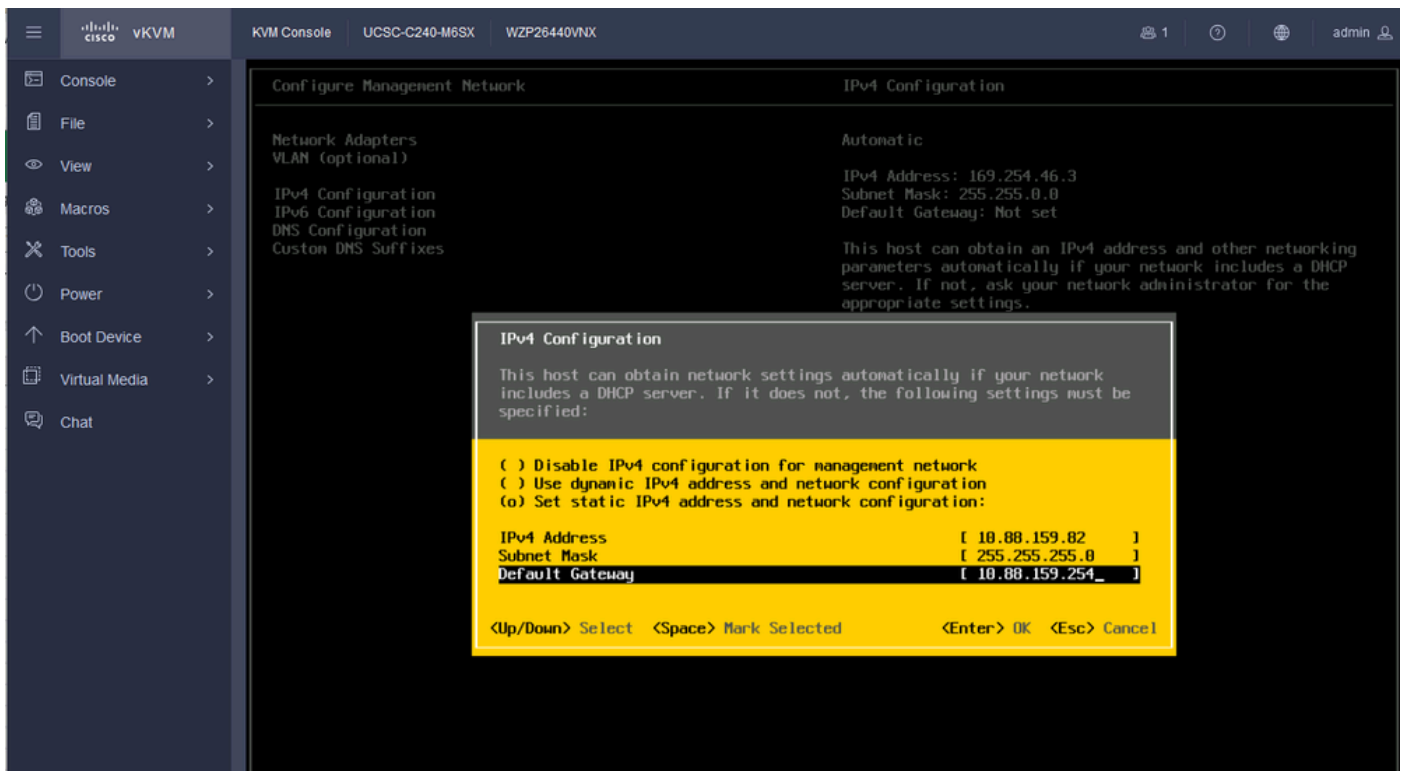 cisco vKVM
KVM Console UCSC-C240-M6SX WZP26440VNX
1
admin
Console
File
View
Macros
Tools
Power
Boot Device
Virtual Media
Chat
Configure Management Network
Network Adapters
VLAN (optional)
IPv4 Configuration
IPv6 Configuration
DNS Configuration
Custom DNS Suffixes
IPv4 Configuration
Automatic
IPv4 Address: 169.254.46.3
Subnet Mask: 255.255.0.0
Default Gateway: Not set
This host can obtain an IPv4 address and other networking
parameters automatically if your network includes a DHCP
server. If not, ask your network administrator for the
appropriate settings.
IPv4 Configuration
This host can obtain network settings automatically if your network
includes a DHCP server. If it does not, the following settings must be
specified:
( ) Disable IPv4 configuration for management network
( ) Use dynamic IPv4 address and network configuration
(o) Set static IPv4 address and network configuration:
IPv4 Address [ 10.88.159.82 ]
Subnet Mask [ 255.255.255.0 ]
Default Gateway [ 10.88.159.254_ ]
<Up/Down> Select <Space> Mark Selected <Enter> OK <Esc> Cancel